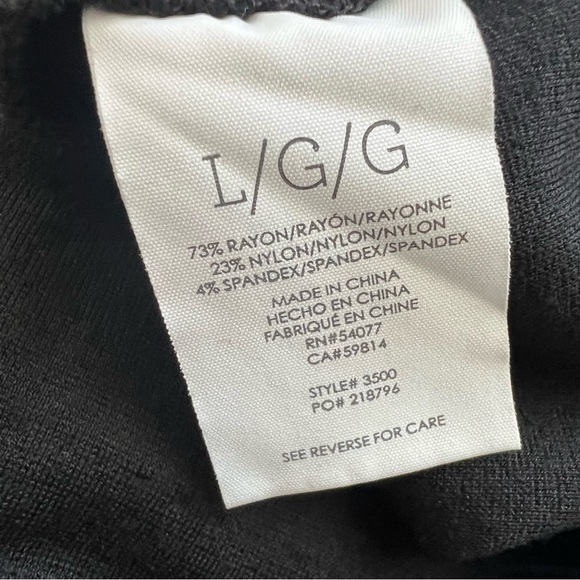 L/G/G
73% RAYON/RAYÓN/RAYONNE
23% NYLON/NYLON/NYLON
4% SPANDEX/SPANDEX/SPANDEX
MADE IN CHINA
HECHO EN CHINA
FABRIQUÉ EN CHINE
RN#54077
CA#59814
STYLE# 3500
PO# 218796
SEE REVERSE FOR CARE